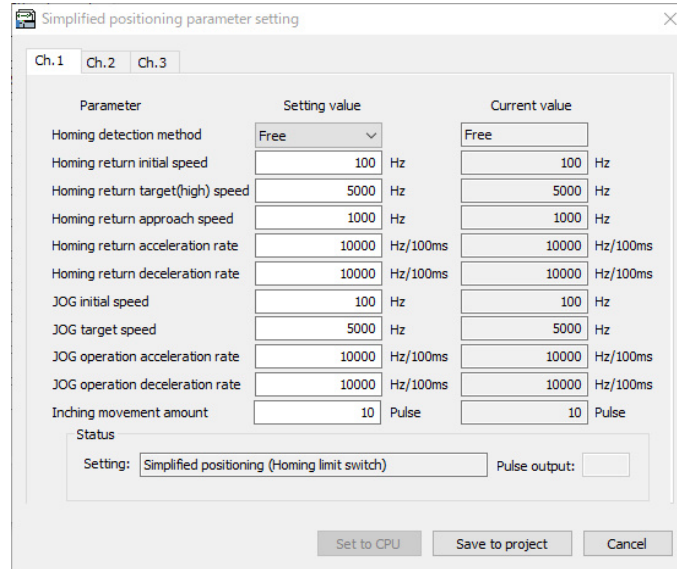 Simplified positioning parameter setting
Ch.1 Ch.2 Ch.3
Parameter Setting value Current value
Homing detection method Free Free
Homing return initial speed 100 Hz 100 Hz
Homing return target(high) speed 5000 Hz 5000 Hz
Homing return approach speed 1000 Hz 1000 Hz
Homing return acceleration rate 10000 Hz/100ms 10000 Hz/100ms
Homing return deceleration rate 10000 Hz/100ms 10000 Hz/100ms
JOG initial speed 100 Hz 100 Hz
JOG target speed 5000 Hz 5000 Hz
JOG operation acceleration rate 10000 Hz/100ms 10000 Hz/100ms
JOG operation deceleration rate 10000 Hz/100ms 10000 Hz/100ms
Inching movement amount 10 Pulse 10 Pulse
Status
Setting: Simplified positioning (Homing limit switch) Pulse output:
Set to CPU Save to project Cancel